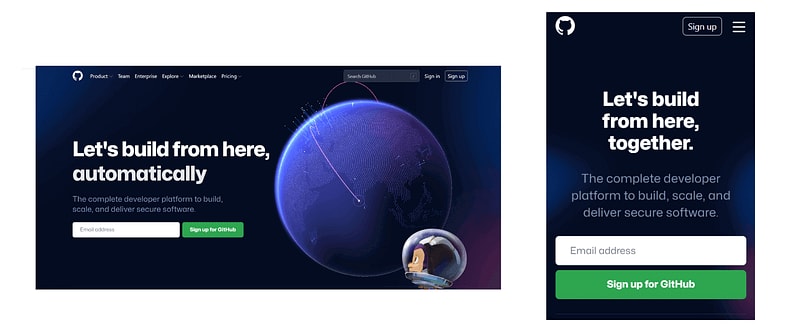 Product Team Enterprise Explore Marketplace Pricing
Search GitHub / Sign in Sign up
Let's build from here,
automatically
The complete developer platform to build,
scale, and deliver secure software.
Email address Sign up for GitHub
Sign up
Let's build
from here,
together.
The complete developer
platform to build, scale, and
deliver secure software.
Email address
Sign up for GitHub